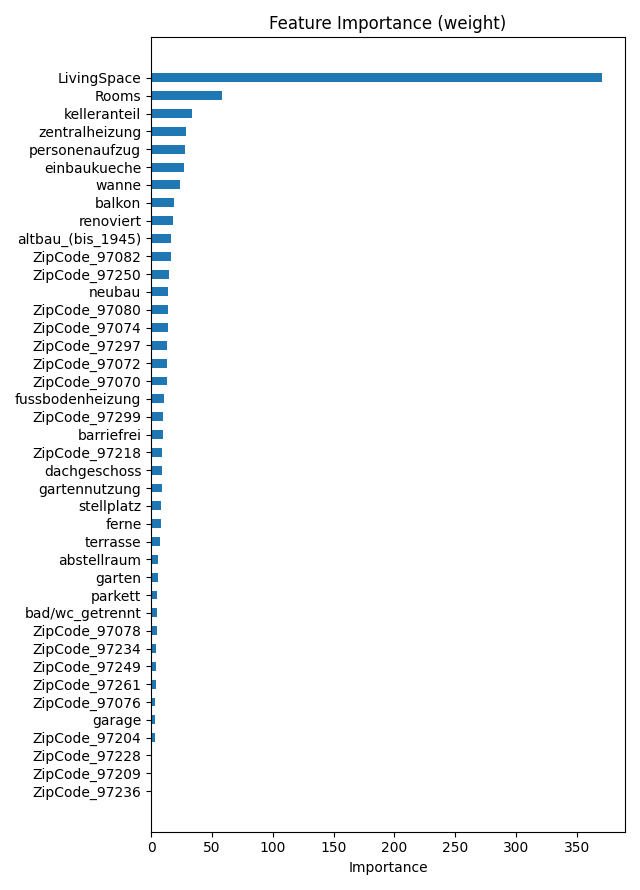 Feature Importance (weight)
LivingSpace
Rooms
kelleranteil
zentralheizung
personenaufzug
einbaukueche
wanne
balkon
renoviert
altbau_(bis_1945)
ZipCode_97082
ZipCode_97250
neubau
ZipCode_97080
ZipCode_97074
ZipCode_97297
ZipCode_97072
ZipCode_97070
fussbodenheizung
ZipCode_97299
barriefrei
ZipCode_97218
dachgeschoss
gartennutzung
stellplatz
ferne
terrasse
abstellraum
garten
parkett
bad/wc_getrennt
ZipCode_97078
ZipCode_97234
ZipCode_97249
ZipCode_97261
ZipCode_97076
garage
ZipCode_97204
ZipCode_97228
ZipCode_97209
ZipCode_97236
0 50 100 150 200 250 300 350
Importance